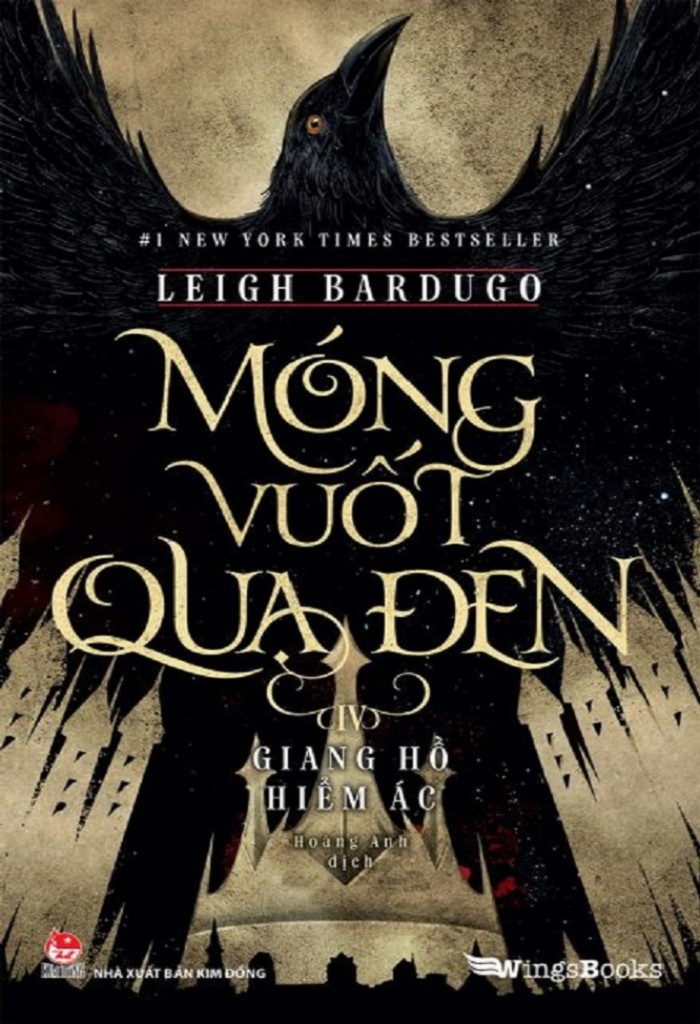 #1 NEW YORK TIMES BESTSELLER
LEIGH BARDUGO
MÓNG
VUỐT
QUẠ ĐEN
IV
GIANG HỒ
HIỂM ÁC
Hoàng Anh
dịch
NHÀ XUẤT BẢN KIM ĐỒNG
WingsBooks